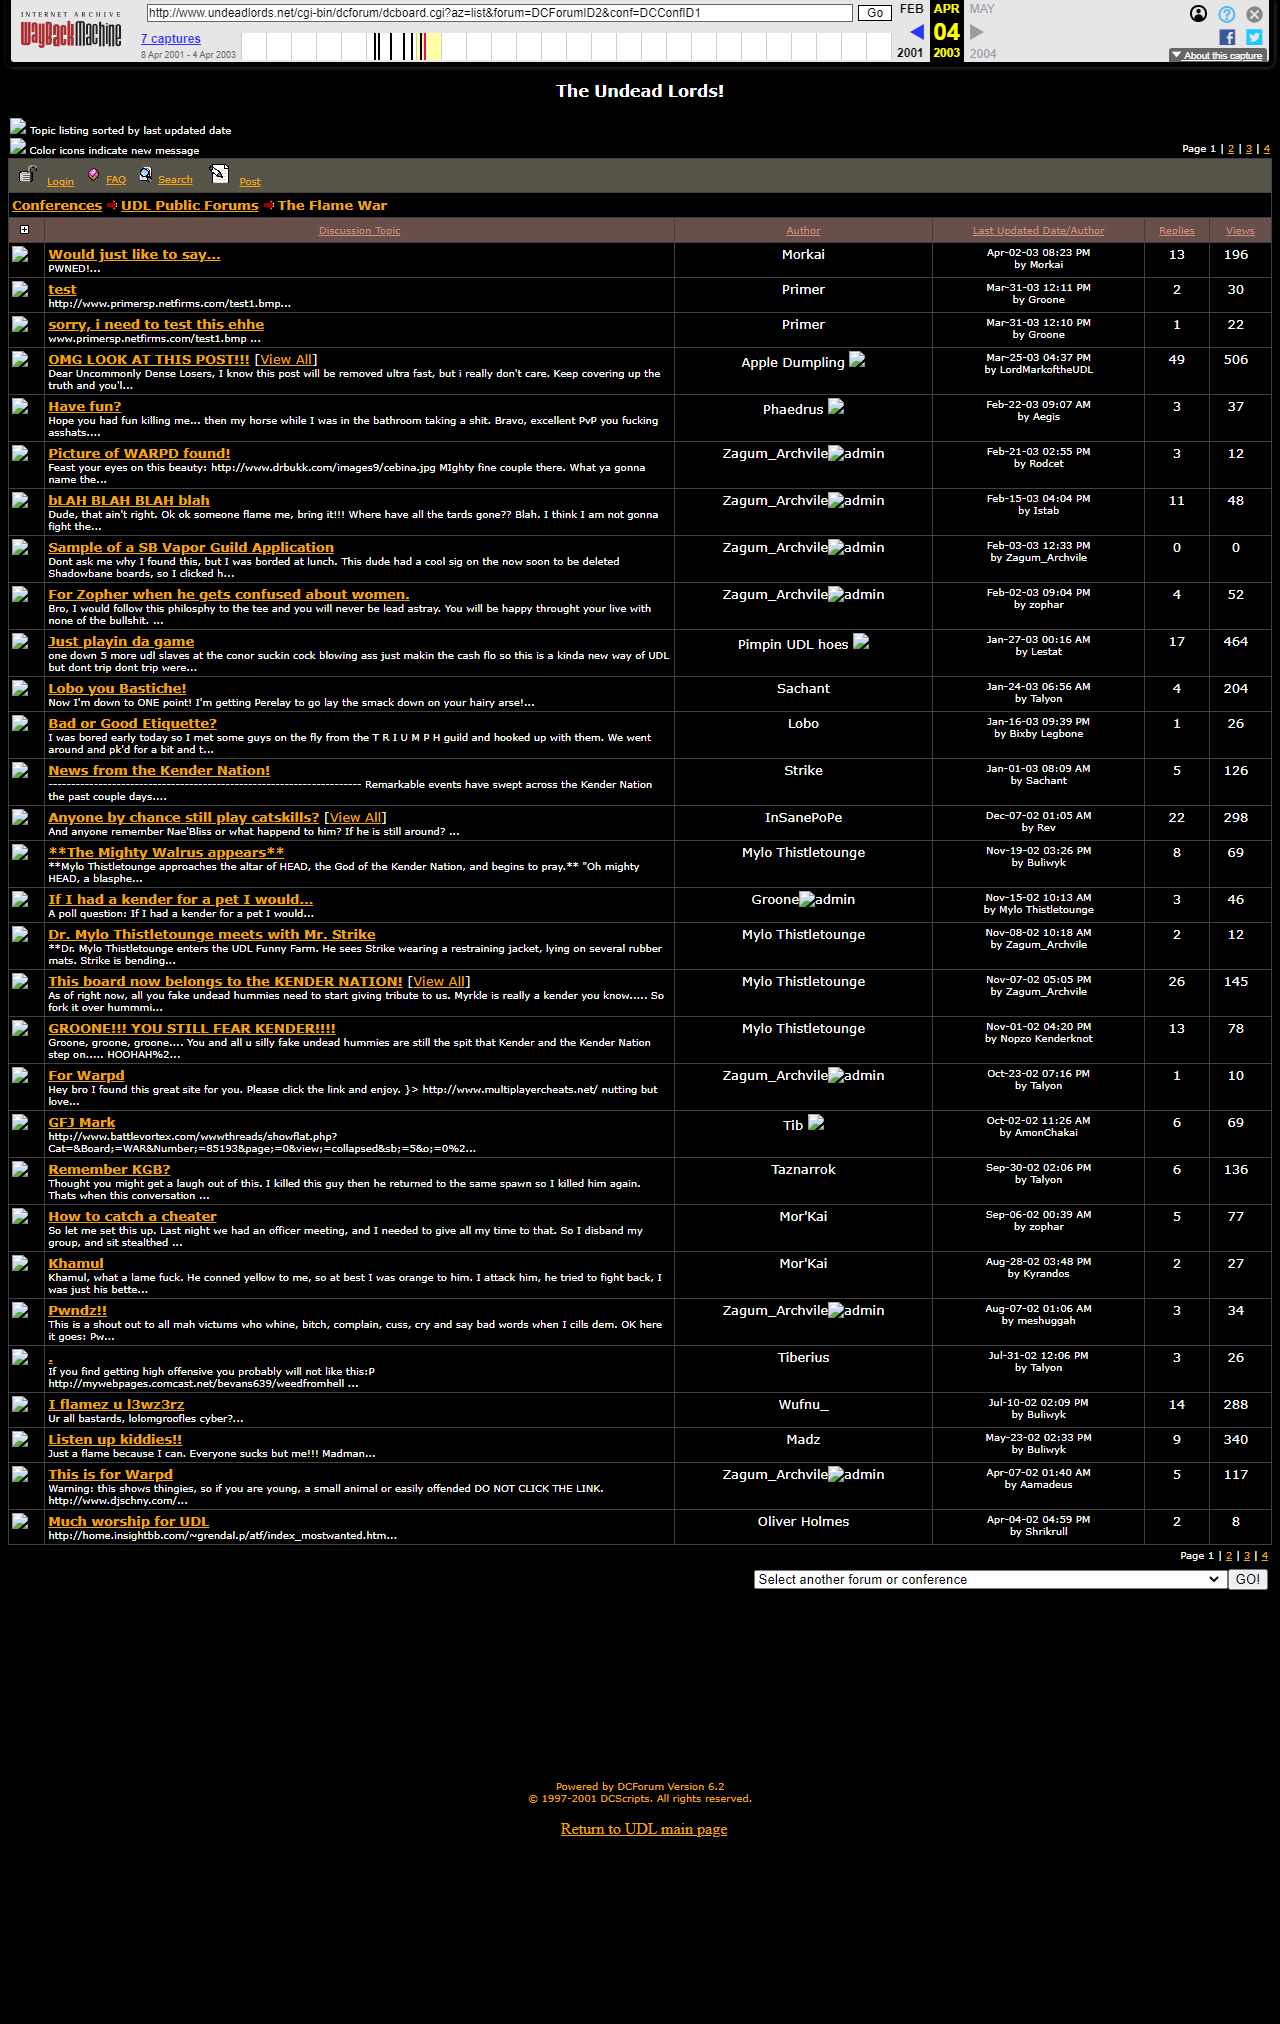 INTERNET ARCHIVE
WayBackMachine
http://www.undeadlords.net/cgi-bin/dcforum/dcboard.cgi?az=list&forum=DCForumID2&conf=DCConfID1
Go
FEB APR MAY
7 captures
04
8 Apr 2001 - 4 Apr 2003
2001 2003 2004
About this capture
The Undead Lords!
Topic listing sorted by last updated date
Color icons indicate new message
Page 1 | 2 | 3 | 4
Login FAQ Search Post
Conferences UDL Public Forums The Flame War
Discussion Topic Author Last Updated Date/Author Replies Views
Would just like to say... Morkai Apr-02-03 08:23 PM 13 196
PWNED!... by Morkai
test Primer Mar-31-03 12:11 PM 2 30
http://www.primersp.netfirms.com/test1.bmp... by Groone
sorry, i need to test this ehhe Primer Mar-31-03 12:10 PM 1 22
www.primersp.netfirms.com/test1.bmp ... by Groone
OMG LOOK AT THIS POST!!! [View All] Apple Dumpling Mar-25-03 04:37 PM 49 506
Dear Uncommonly Dense Losers, I know this post will be removed ultra fast, but i really don't care. Keep covering up the by LordMarkoftheUDL
truth and you'l...
Have fun? Phaedrus Feb-22-03 09:07 AM 3 37
Hope you had fun killing me... then my horse while I was in the bathroom taking a shit. Bravo, excellent PvP you fucking by Aegis
asshats....
Picture of WARPD found! Zagum_Archvile admin Feb-21-03 02:55 PM 3 12
Feast your eyes on this beauty: http://www.drbukk.com/images9/cebina.jpg MIghty fine couple there. What ya gonna by Rodcet
name the...
bLAH BLAH BLAH blah Zagum_Archvile admin Feb-15-03 04:04 PM 11 48
Dude, that ain't right. Ok ok someone flame me, bring it!!! Where have all the tards gone?? Blah. I think I am not gonna by Istab
fight the...
Sample of a SB Vapor Guild Application Zagum_Archvile admin Feb-03-03 12:33 PM 0 0
Dont ask me why I found this, but I was borded at lunch. This dude had a cool sig on the now soon to be deleted by Zagum_Archvile
Shadowbane boards, so I clicked h...
For Zopher when he gets confused about women. Zagum_Archvile admin Feb-02-03 09:04 PM 4 52
Bro, I would follow this philosphy to the tee and you will never be lead astray. You will be happy throught your live with by zophar
none of the bullshit. ...
Just playin da game Pimpin UDL hoes Jan-27-03 00:16 AM 17 464
one down 5 more udl slaves at the conor suckin cock blowing ass just makin the cash flo so this is a kinda new way of UDL by Lestat
but dont trip dont trip were...
Lobo you Bastiche! Sachant Jan-24-03 06:56 AM 4 204
Now I'm down to ONE point! I'm getting Perelay to go lay the smack down on your hairy arse!... by Talyon
Bad or Good Etiquette? Lobo Jan-16-03 09:39 PM 1 26
I was bored early today so I met some guys on the fly from the T R I U M P H guild and hooked up with them. We went by Bixby Legbone
around and pk'd for a bit and t...
News from the Kender Nation! Strike Jan-01-03 08:09 AM 5 126
---------------------------------------------------------------------- Remarkable events have swept across the Kender Nation by Sachant
the past couple days....
Anyone by chance still play catskills? [View All] InSanePoPe Dec-07-02 01:05 AM 22 298
And anyone remember Nae'Bliss or what happend to him? If he is still around? ... by Rev
**The Mighty Walrus appears** Mylo Thistletounge Nov-19-02 03:26 PM 8 69
**Mylo Thistletounge approaches the altar of HEAD, the God of the Kender Nation, and begins to pray.** "Oh mighty by Buliwyk
HEAD, a blasphe...
If I had a kender for a pet I would... Groone admin Nov-15-02 10:13 AM 3 46
A poll question: If I had a kender for a pet I would... by Mylo Thistletounge
Dr. Mylo Thistletounge meets with Mr. Strike Mylo Thistletounge Nov-08-02 10:18 AM 2 12
**Dr. Mylo Thistletounge enters the UDL Funny Farm. He sees Strike wearing a restraining jacket, lying on several rubber by Zagum_Archvile
mats. Strike is bending...
This board now belongs to the KENDER NATION! [View All] Mylo Thistletounge Nov-07-02 05:05 PM 26 145
As of right now, all you fake undead hummies need to start giving tribute to us. Myrkle is really a kender you know..... So by Zagum_Archvile
fork it over hummmi...
GROONE!!! YOU STILL FEAR KENDER!!!! Mylo Thistletounge Nov-01-02 04:20 PM 13 78
Groone, groone, groone.... You and all u silly fake undead hummies are still the spit that Kender and the Kender Nation by Nopzo Kenderknot
step on..... HOOHAH%2...
For Warpd Zagum_Archvile admin Oct-23-02 07:16 PM 1 10
Hey bro I found this great site for you. Please click the link and enjoy. }> http://www.multiplayercheats.net/ nutting but by Talyon
love...
GFJ Mark Tib Oct-02-02 11:26 AM 6 69
http://www.battlevortex.com/wwwthreads/showflat.php? by AmonChakai
Cat=&Board;=WAR&Number;=85193&page;=0&view;=collapsed&sb;=5&o;=0%2...
Remember KGB? Taznarrok Sep-30-02 02:06 PM 6 136
Thought you might get a laugh out of this. I killed this guy then he returned to the same spawn so I killed him again. by Talyon
Thats when this conversation ...
How to catch a cheater Mor'Kai Sep-06-02 00:39 AM 5 77
So let me set this up. Last night we had an officer meeting, and I needed to give all my time to that. So I disband my by zophar
group, and sit stealthed ...
Khamul Mor'Kai Aug-28-02 03:48 PM 2 27
Khamul, what a lame fuck. He conned yellow to me, so at best I was orange to him. I attack him, he tried to fight back, I by Kyrandos
was just his bette...
Pwndz!! Zagum_Archvile admin Aug-07-02 01:06 AM 3 34
This is a shout out to all mah victums who whine, bitch, complain, cuss, cry and say bad words when I cills dem. OK here by meshuggah
it goes: Pw...
. Tiberius Jul-31-02 12:06 PM 3 26
If you find getting high offensive you probably will not like this:P by Talyon
http://mywebpages.comcast.net/bevans639/weedfromhell ...
I flamez u l3wz3rz Wufnu_ Jul-10-02 02:09 PM 14 288
Ur all bastards, lolomgroofles cyber?... by Buliwyk
Listen up kiddies!! Madz May-23-02 02:33 PM 9 340
Just a flame because I can. Everyone sucks but me!!! Madman... by Buliwyk
This is for Warpd Zagum_Archvile admin Apr-07-02 01:40 AM 5 117
Warning: this shows thingies, so if you are young, a small animal or easily offended DO NOT CLICK THE LINK. by Aamadeus
http://www.djschny.com/...
Much worship for UDL Oliver Holmes Apr-04-02 04:59 PM 2 8
http://home.insightbb.com/~grendal.p/atf/index_mostwanted.htm... by Shrikrull
Page 1 | 2 | 3 | 4
Select another forum or conference GO!
Powered by DCForum Version 6.2
© 1997-2001 DCScripts. All rights reserved.
Return to UDL main page